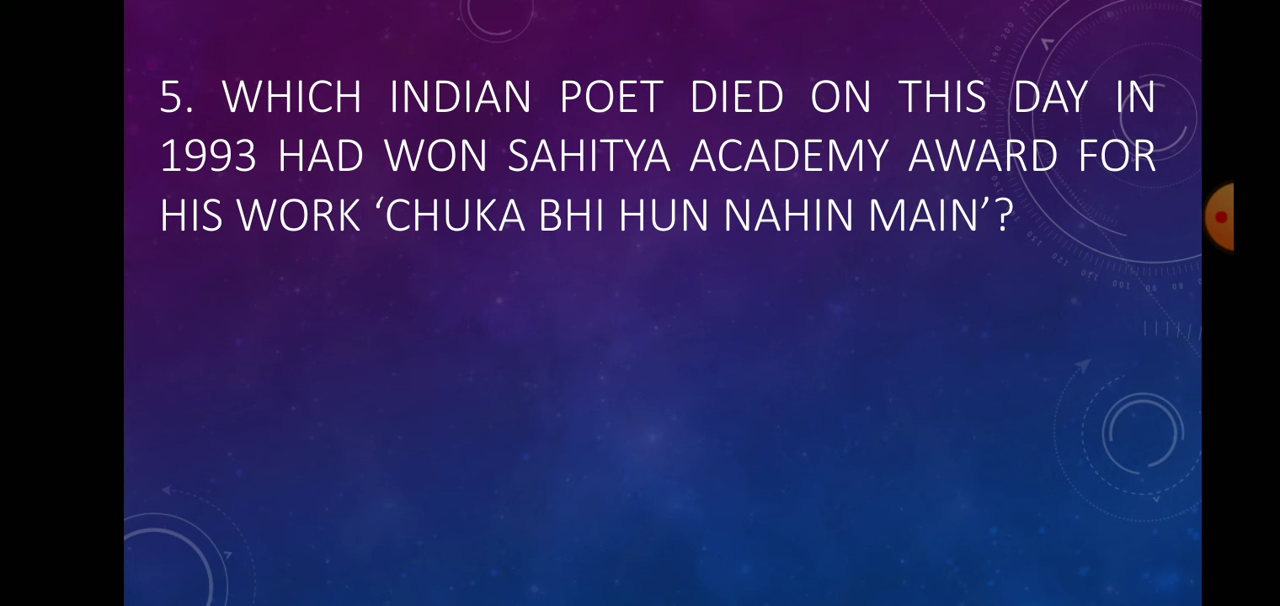 5. WHICH INDIAN POET DIED ON THIS DAY IN
1993 HAD WON SAHITYA ACADEMY AWARD FOR
HIS WORK ‘CHUKA BHI HUN NAHIN MAIN’?